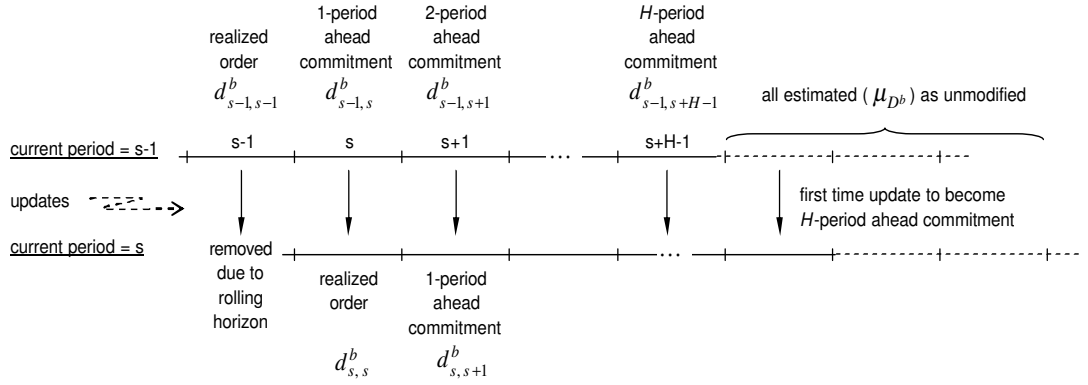 1-period 2-period H-period
realized ahead ahead ahead
order commitment commitment commitment
d^b_{s-1, s-1} d^b_{s-1, s} d^b_{s-1, s+1} d^b_{s-1, s+H-1} all estimated ( μ_{D^b} ) as unmodified
current period = s-1 s-1 s s+1 ... s+H-1
updates first time update to become
H-period ahead commitment
current period = s removed ...
due to realized 1-period
rolling order ahead
horizon commitment
d^b_{s, s} d^b_{s, s+1}